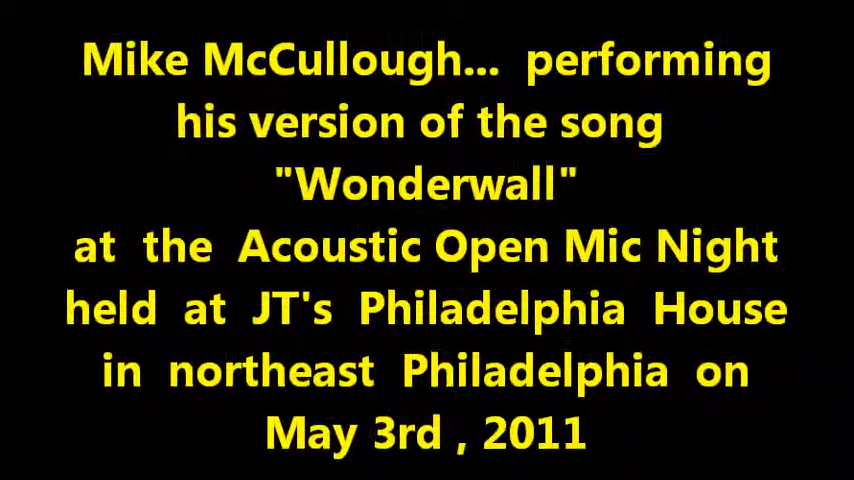 Mike McCullough...  performing
his version of the song
"Wonderwall"
at  the  Acoustic Open Mic Night
held  at  JT's  Philadelphia  House
in  northeast  Philadelphia  on
May 3rd , 2011